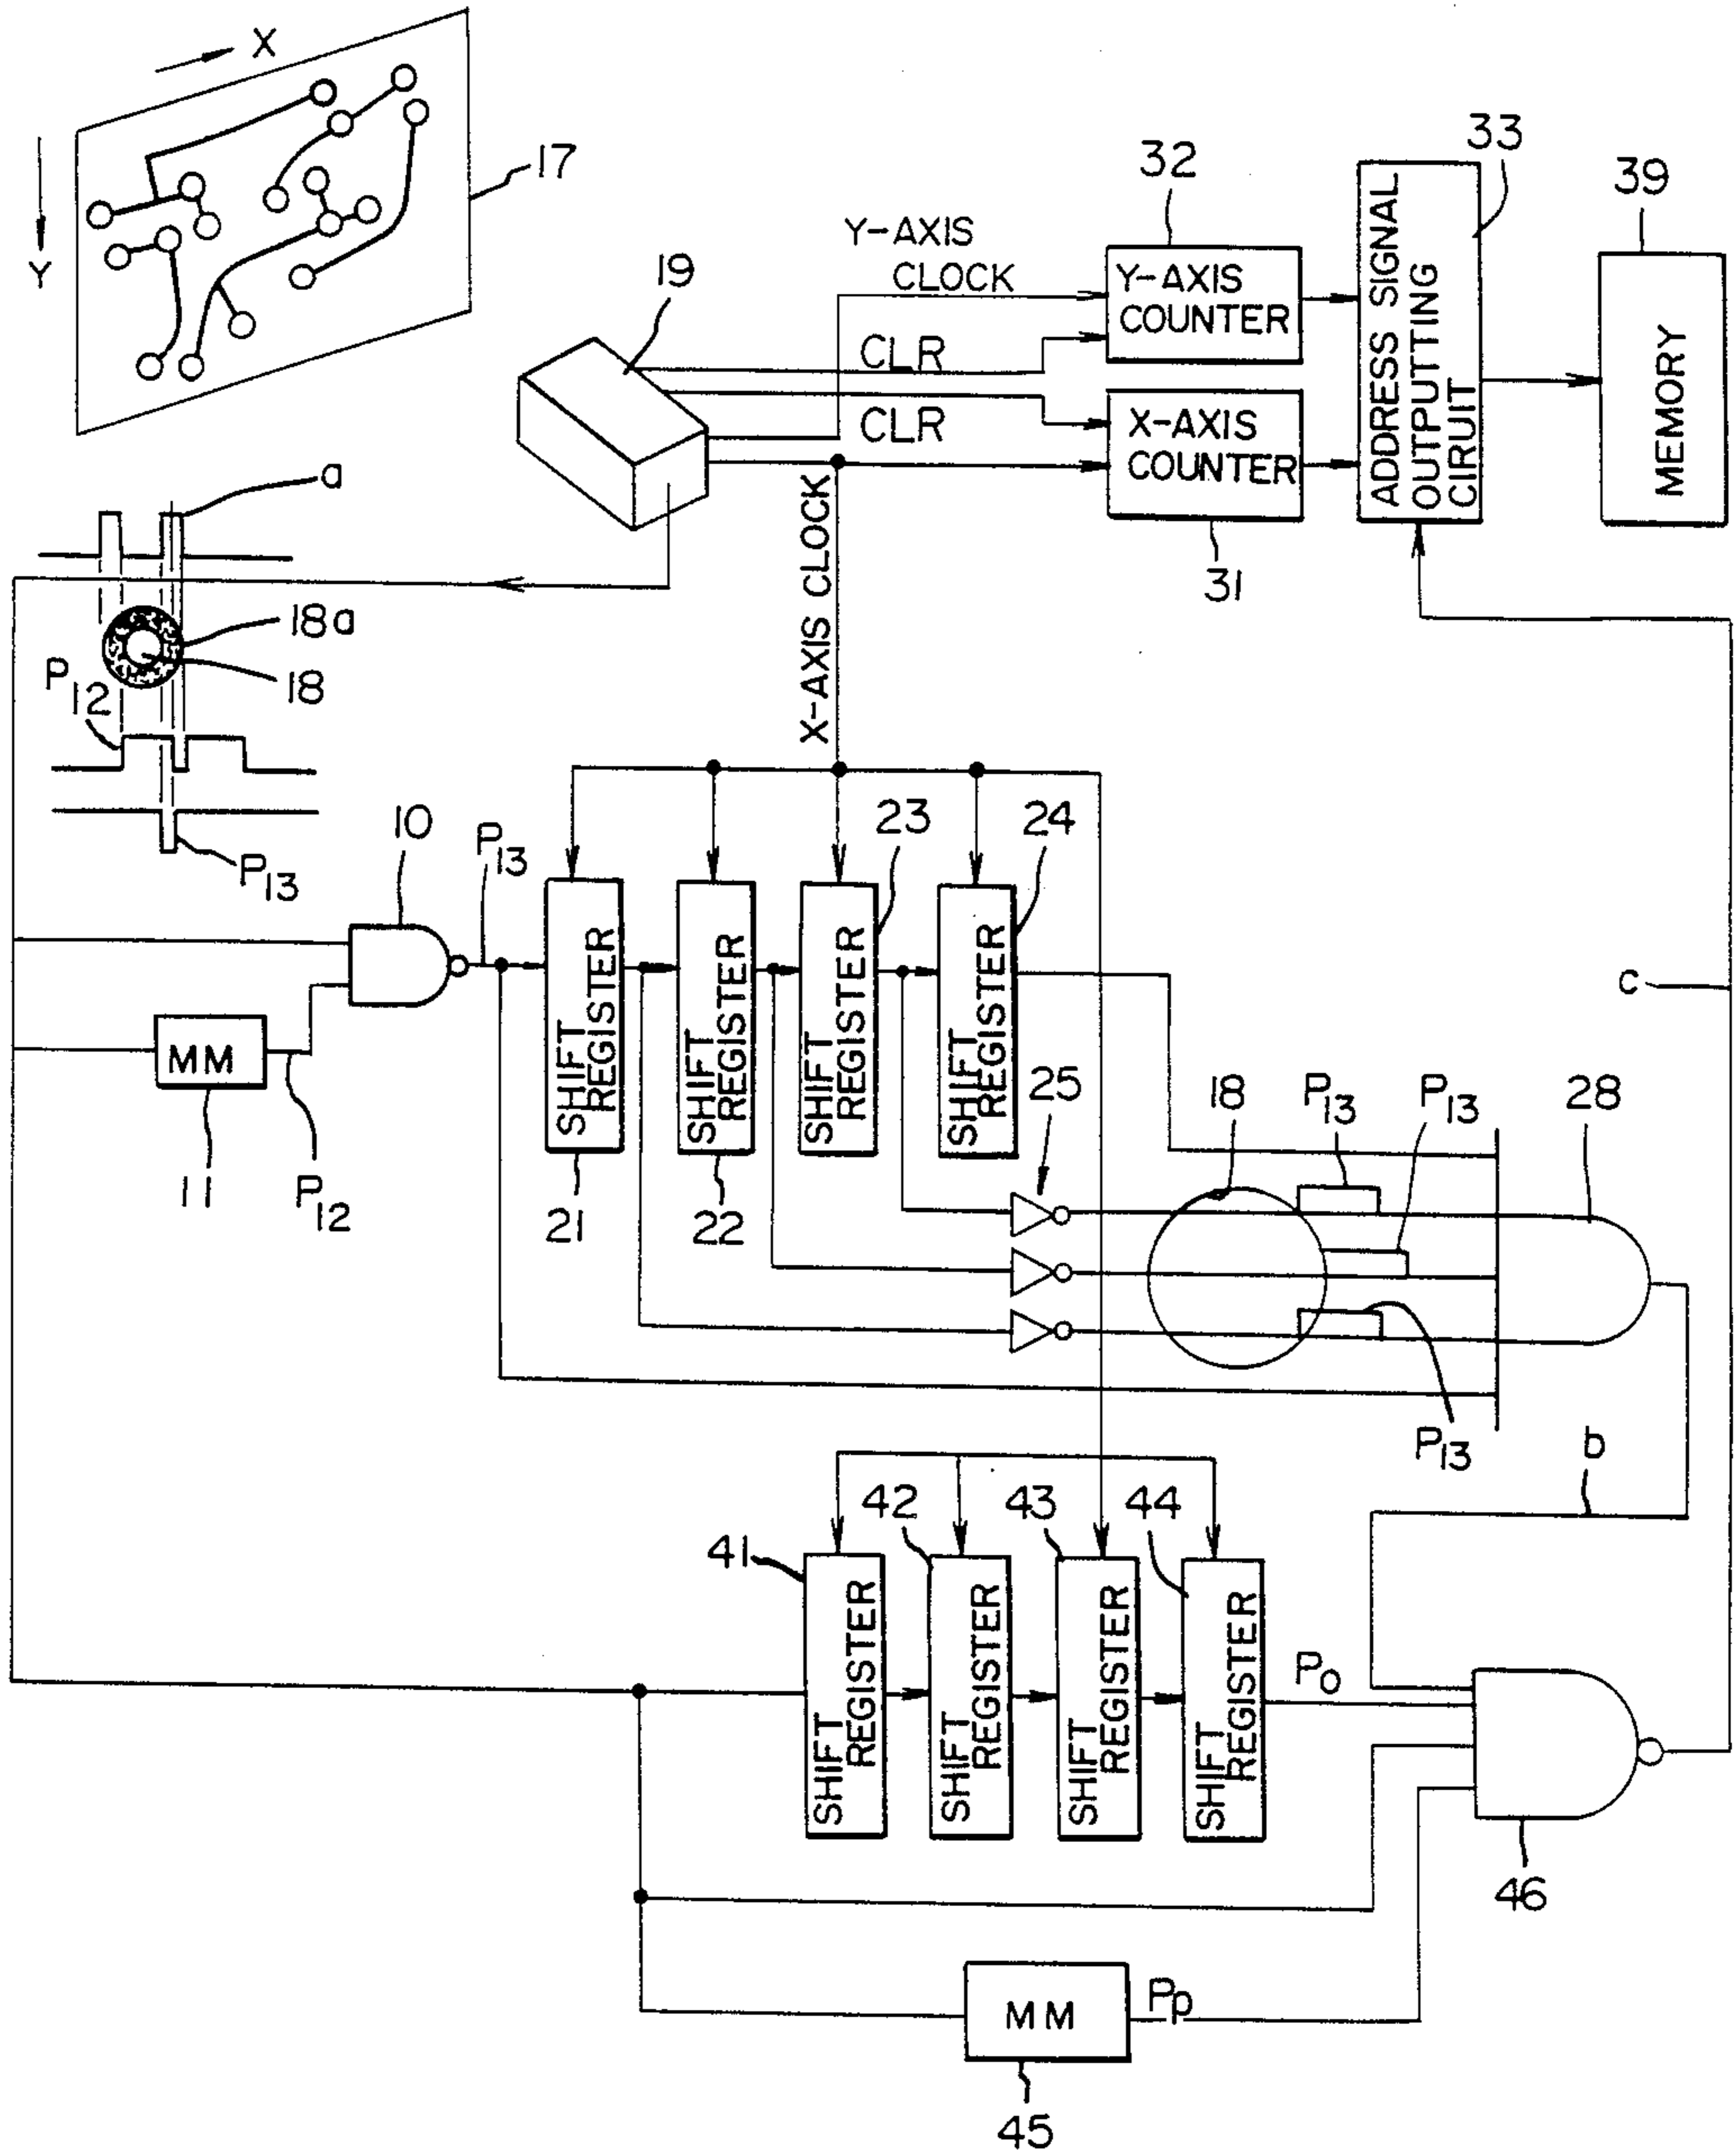 X
Y
17
19
Y-AXIS
CLOCK
CLR
CLR
32
Y-AXIS
COUNTER
X-AXIS
COUNTER
31
33
ADDRESS SIGNAL
OUTPUTTING
CIRUIT
39
MEMORY
a
18a
18
P12
P13
X-AXIS CLOCK
10
P13
MM
11
P12
SHIFT
REGISTER
21
SHIFT
REGISTER
22
23
SHIFT
REGISTER
24
SHIFT
REGISTER
25
18
P13
P13
28
P13
c
b
41
SHIFT
REGISTER
42
SHIFT
REGISTER
43
SHIFT
REGISTER
44
SHIFT
REGISTER
Po
46
MM
Pp
45